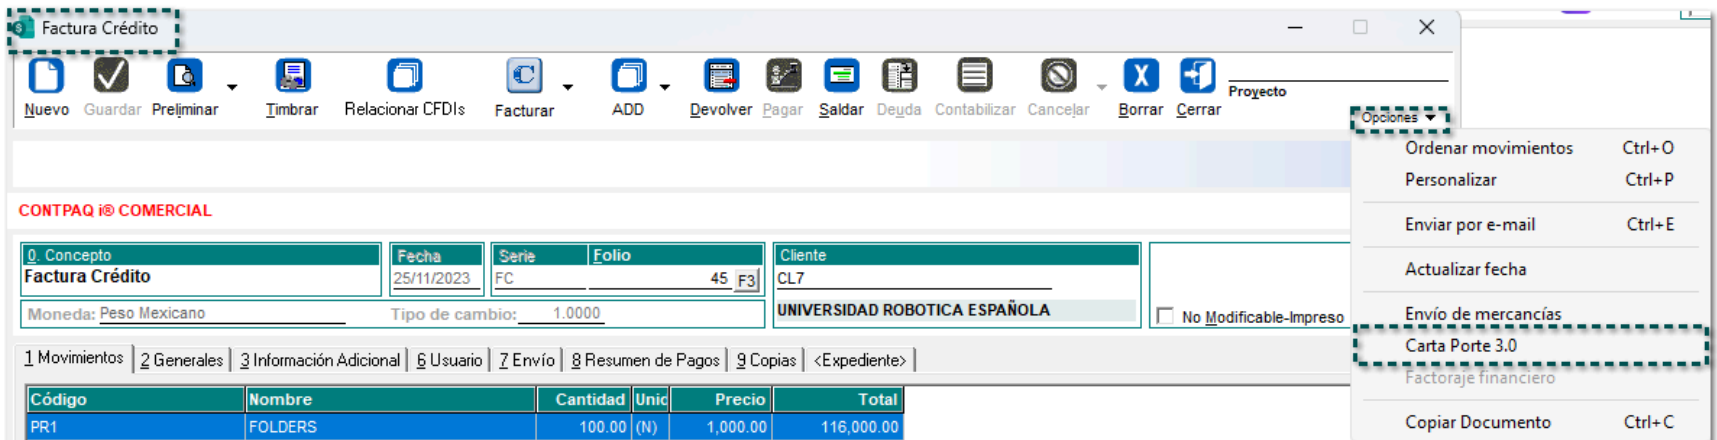 Factura Crédito
Nuevo Guardar Preliminar Timbrar Relacionar CFDIs Facturar ADD Devolver Pagar Saldar Deuda Contabilizar Cancelar Borrar Cerrar
Proyecto
Opciones
Ordenar movimientos Ctrl+O
Personalizar Ctrl+P
Enviar por e-mail Ctrl+E
Actualizar fecha
Envío de mercancías
Carta Porte 3.0
Factoraje financiero
Copiar Documento Ctrl+C
CONTPAQ i® COMERCIAL
0. Concepto Fecha Serie Folio Cliente
Factura Crédito 25/11/2023 FC 45 F3 CL7
Moneda: Peso Mexicano Tipo de cambio: 1.0000 UNIVERSIDAD ROBOTICA ESPAÑOLA No Modificable-Impreso
1 Movimientos 2 Generales 3 Información Adicional 6 Usuario 7 Envío 8 Resumen de Pagos 9 Copias <Expediente>
Código Nombre Cantidad Unid Precio Total
PR1 FOLDERS 100.00 (N) 1,000.00 116,000.00